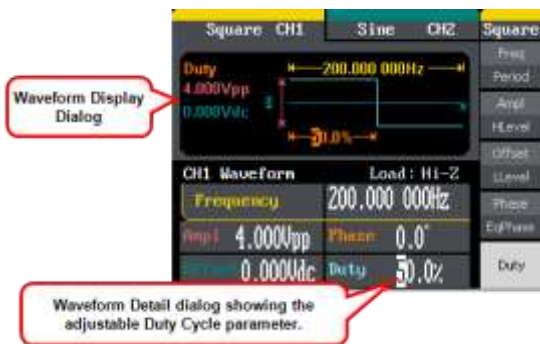 Square CH1
Sine CH2
Square
Freq
Period
Ampl
HLevel
Offset
LLevel
Phase
EqPhase
Duty
Duty
200.000 000Hz
4.000Vpp
0.000Vdc
50.0%
Waveform Display
Dialog
CH1 Waveform
Load: Hi-Z
Frequency
200.000 000Hz
Ampl
4.000Vpp
Phase
0.0°
0.000Vdc
Duty
50.0%
Waveform Detail dialog showing the
adjustable Duty Cycle parameter.